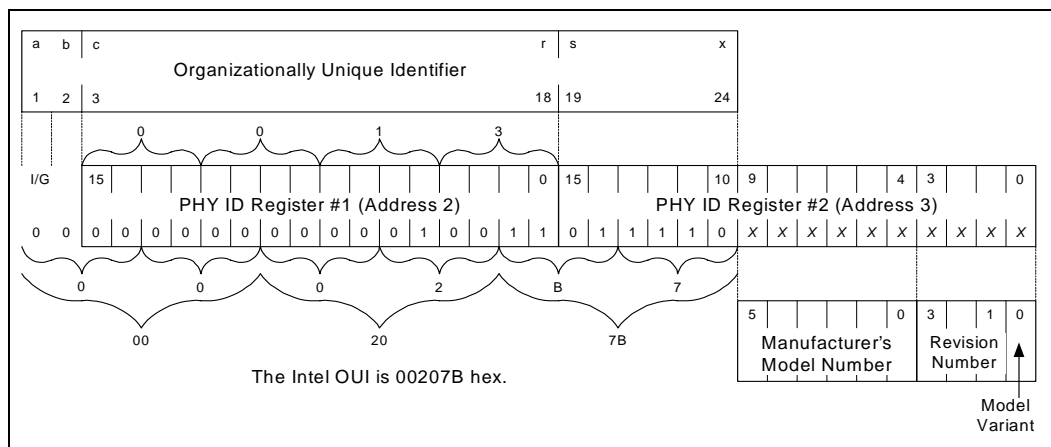 a b c r s x
Organizationally Unique Identifier
1 2 3 18 19 24
0 0 1 3
I/G 15 0 15 10 9 4 3 0
PHY ID Register #1 (Address 2) PHY ID Register #2 (Address 3)
0 0 0 0 0 0 0 0 0 0 0 0 0 1 0 0 1 1 0 1 1 1 1 0 X X X X X X X X X X
0 0 0 2 B 7
5 0 3 1 0
00 20 7B
Manufacturer's Revision
Model Number Number
The Intel OUI is 00207B hex.
Model
Variant